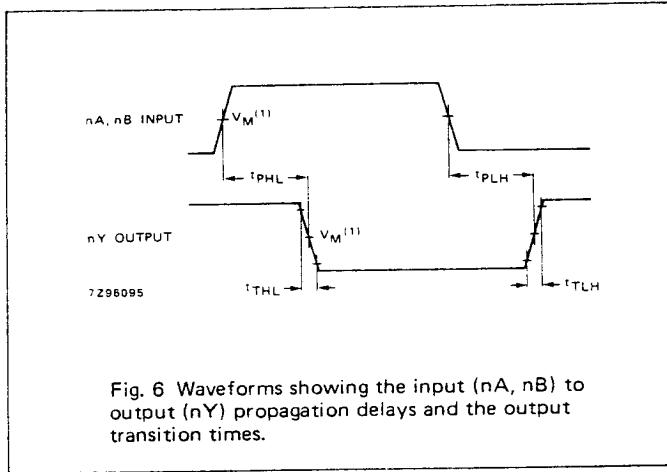 nA, nB INPUT
VM(1)
tPHL
tPLH
nY OUTPUT
VM(1)
7Z96095
tTHL
tTLH
Fig. 6 Waveforms showing the input (nA, nB) to
output (nY) propagation delays and the output
transition times.